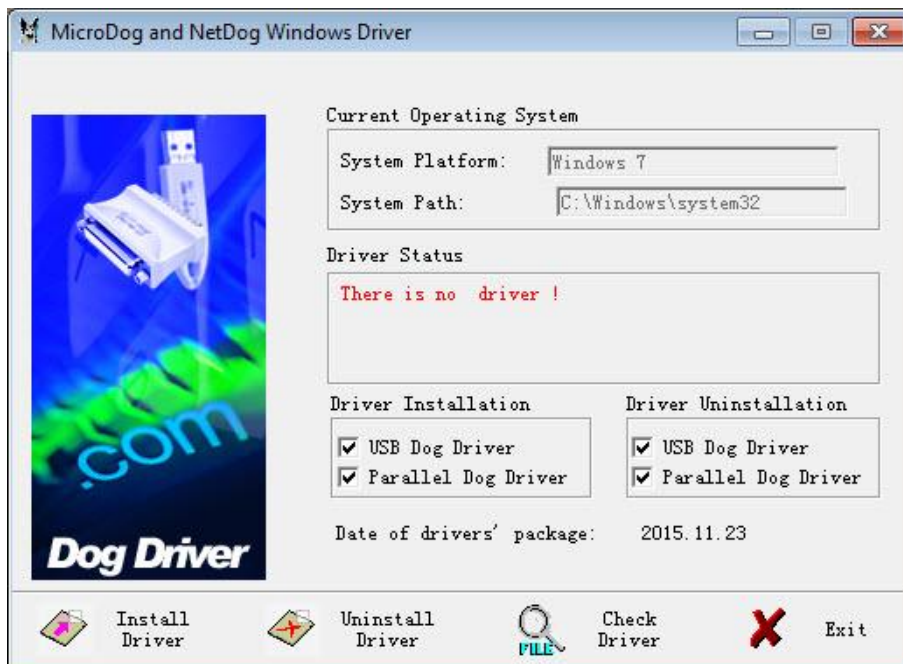 MicroDog and NetDog Windows Driver
Current Operating System
System Platform: Windows 7
System Path: C:\Windows\system32
Driver Status
There is no driver !
Driver Installation
USB Dog Driver
Parallel Dog Driver
Driver Uninstallation
USB Dog Driver
Parallel Dog Driver
Date of drivers' package: 2015.11.23
.com
Dog Driver
Install
Driver
Uninstall
Driver
FILE
Check
Driver
Exit